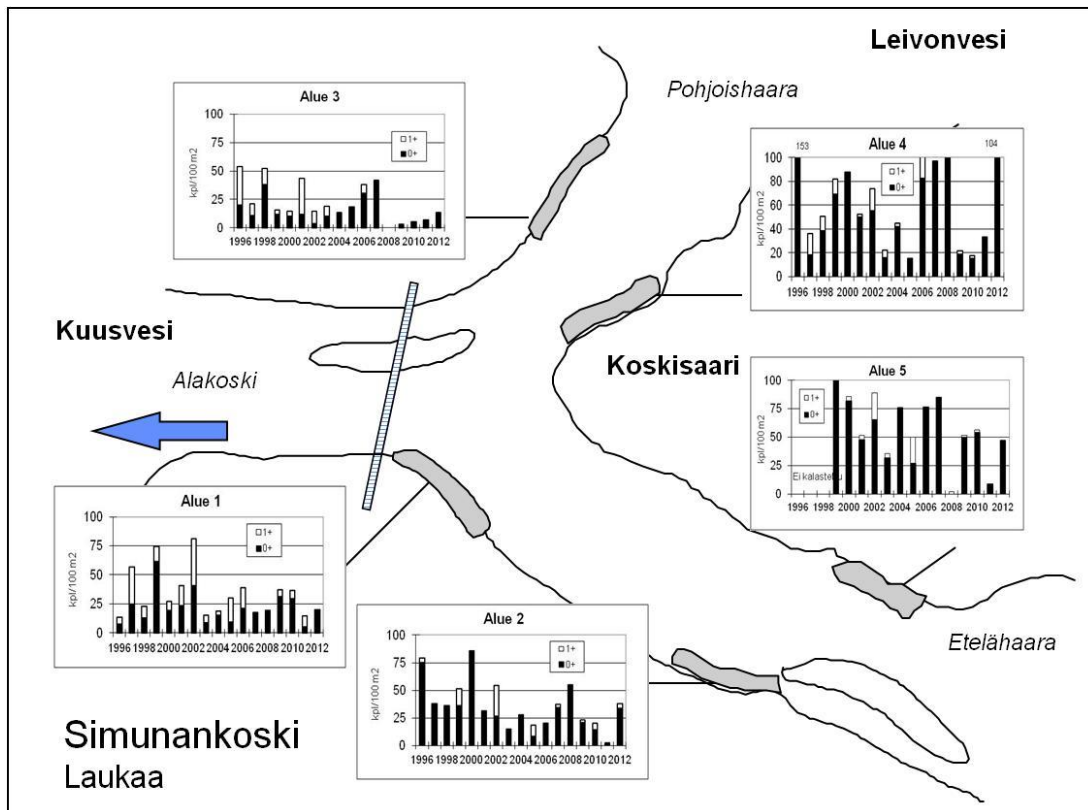 Leivonvesi
Pohjoishaara
Alue 3
100
75
50
25
0
kpl/100 m2
1+
0+
1996 1998 2000 2002 2004 2006 2008 2010 2012
Alue 4
153
104
100
80
60
40
20
0
kpl/100 m2
1+
0+
1996 1998 2000 2002 2004 2006 2008 2010 2012
Kuusvesi
Alakoski
Koskisaari
Alue 5
100
75
50
25
0
kpl/100 m2
1+
0+
Ei kalastettu
1996 1998 2000 2002 2004 2006 2008 2010 2012
Alue 1
100
75
50
25
0
kpl/100 m2
1+
0+
1996 1998 2000 2002 2004 2006 2008 2010 2012
Alue 2
100
75
50
25
0
kpl/100 m2
1+
0+
1996 1998 2000 2002 2004 2006 2008 2010 2012
Etelähaara
Simunankoski
Laukaa